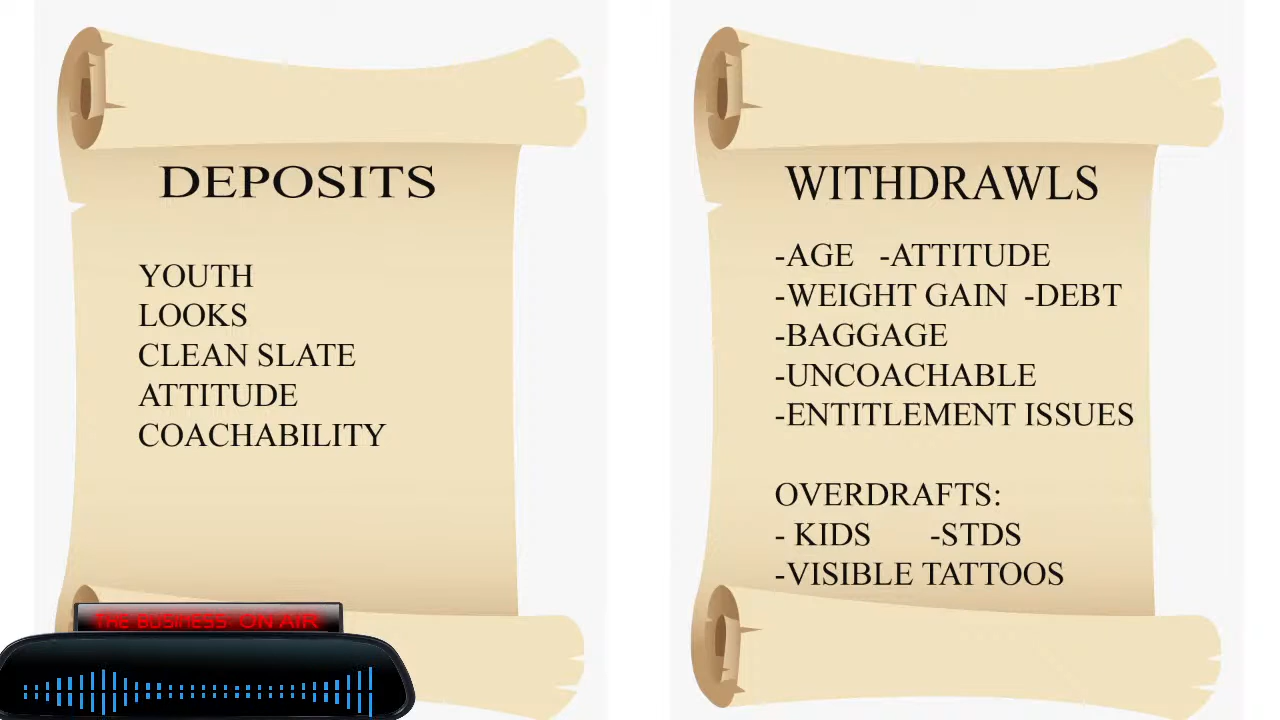 DEPOSITS
YOUTH
LOOKS
CLEAN SLATE
ATTITUDE
COACHABILITY
WITHDRAWLS
-AGE -ATTITUDE
-WEIGHT GAIN -DEBT
-BAGGAGE
-UNCOACHABLE
-ENTITLEMENT ISSUES
OVERDRAFTS:
- KIDS -STDS
-VISIBLE TATTOOS
THE BUSINESS: ON AIR